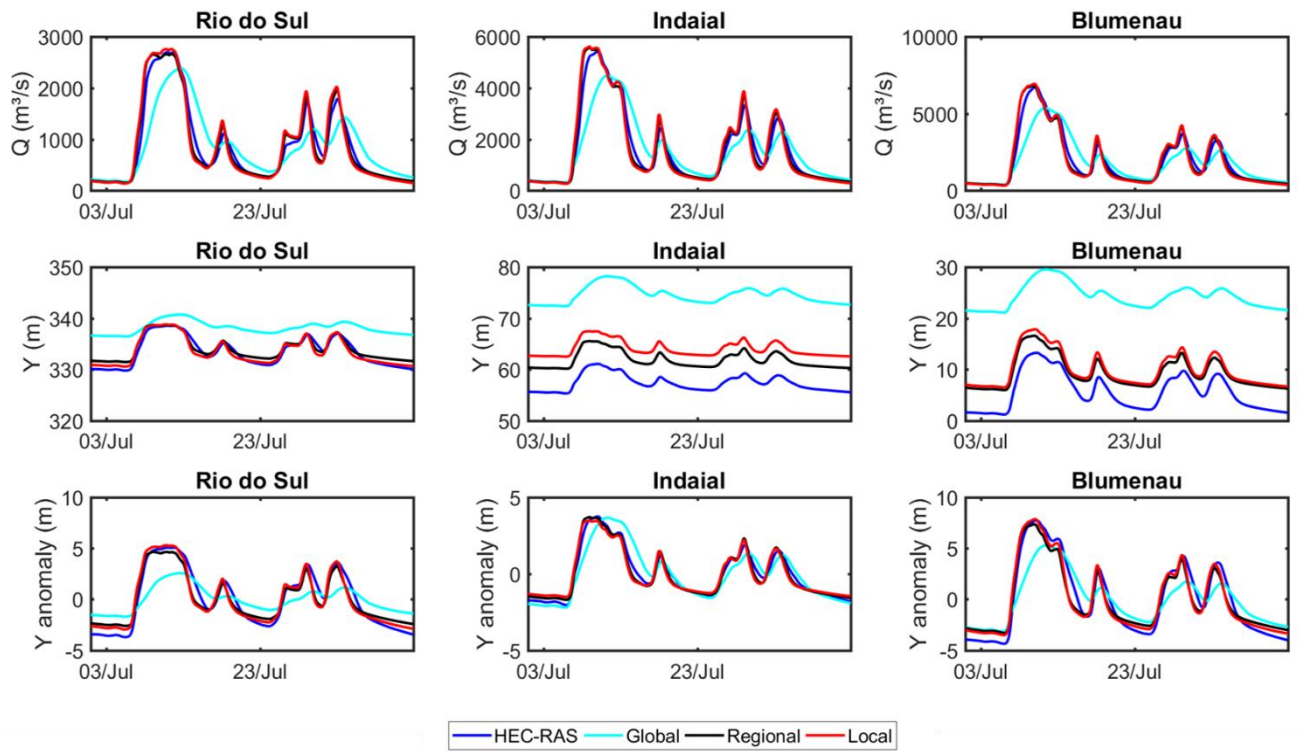 Rio do Sul
Indaial
Blumenau
Q (m³/s)
3000
2000
1000
0
03/Jul
23/Jul
Q (m³/s)
6000
4000
2000
0
03/Jul
23/Jul
Q (m³/s)
10000
5000
0
03/Jul
23/Jul
Rio do Sul
Indaial
Blumenau
Y (m)
350
340
330
320
03/Jul
23/Jul
Y (m)
80
70
60
50
03/Jul
23/Jul
Y (m)
30
20
10
0
03/Jul
23/Jul
Rio do Sul
Indaial
Blumenau
Y anomaly (m)
10
5
0
-5
03/Jul
23/Jul
Y anomaly (m)
5
0
-5
03/Jul
23/Jul
Y anomaly (m)
10
5
0
-5
03/Jul
23/Jul
HEC-RAS Global Regional Local